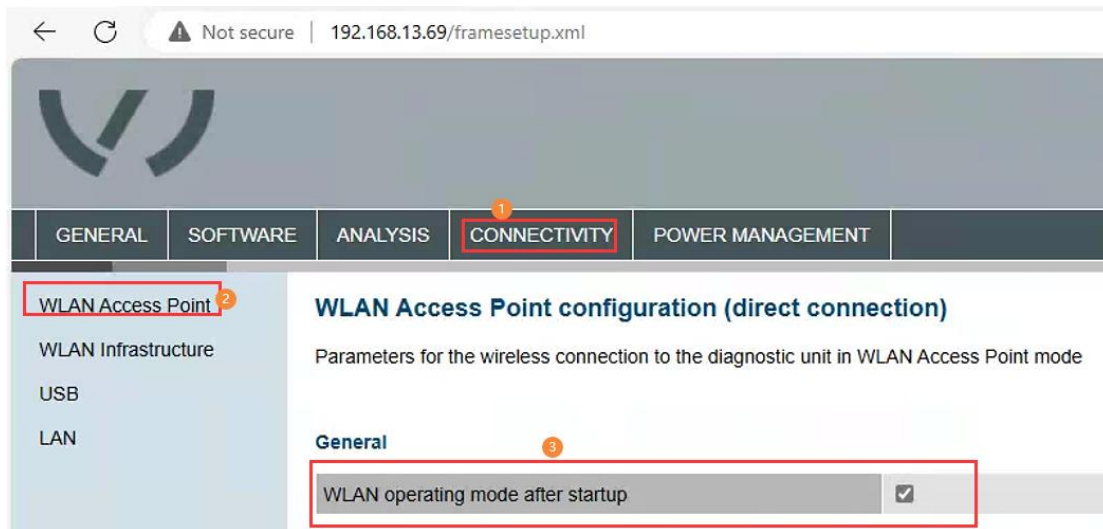 Not secure | 192.168.13.69/framesetup.xml
1
GENERAL SOFTWARE ANALYSIS CONNECTIVITY POWER MANAGEMENT
WLAN Access Point 2
WLAN Infrastructure
USB
LAN
WLAN Access Point configuration (direct connection)
Parameters for the wireless connection to the diagnostic unit in WLAN Access Point mode
General 3
WLAN operating mode after startup